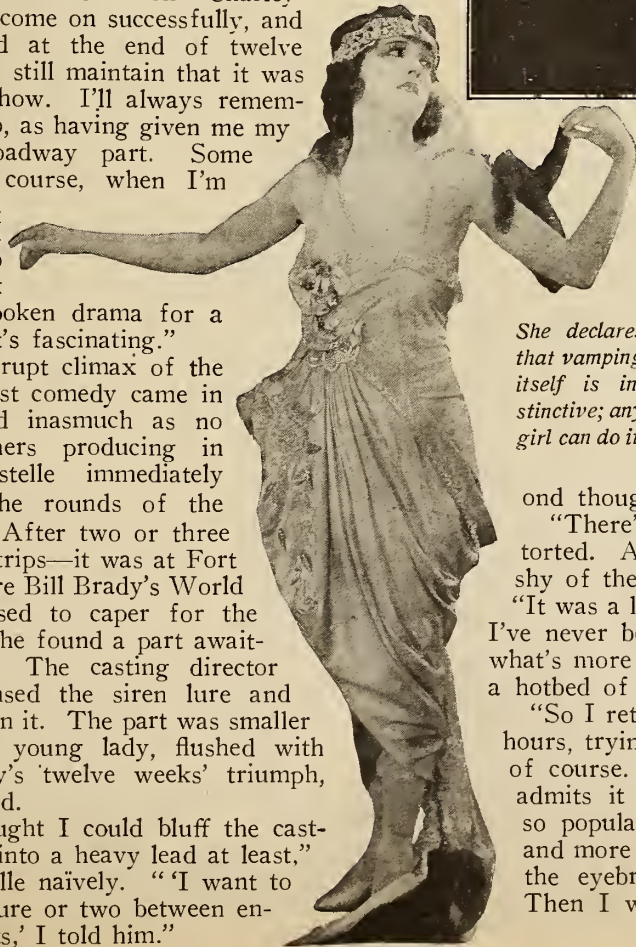 come on successfully, and
at the end of twelve
still maintain that it was
how. I'll always remem-
as having given me my
part. Some
course, when I'm
drama for a
fascinating."
climax of the
comedy came in
inasmuch as no
producing in
immediately
he rounds of the
After two or three
trips—it was at Fort
re Bill Brady's World
sed to caper for the
he found a part await-
The casting director
the siren lure and
n it. The part was smaller
young lady, flushed with
y's twelve weeks' triumph,
d.
ught I could bluff the cast-
into a heavy lead at least,"
lle naïvely. "'I want to
ure or two between en-
s,' I told him."
She declares
that vamping
itself is in-
stinctive; any
girl can do it
ond thoug
"There'
torted. A
shy of the
"It was a l
I've never b
what's more
a hotbed of
"So I ret
hours, tryin
of course.
admits it
so popula
and more
the eyebr
Then I w